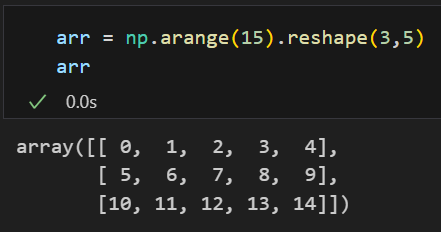 arr = np.arange(15).reshape(3,5)
arr
0.0s
array([[ 0,  1,  2,  3,  4],
       [ 5,  6,  7,  8,  9],
       [10, 11, 12, 13, 14]])